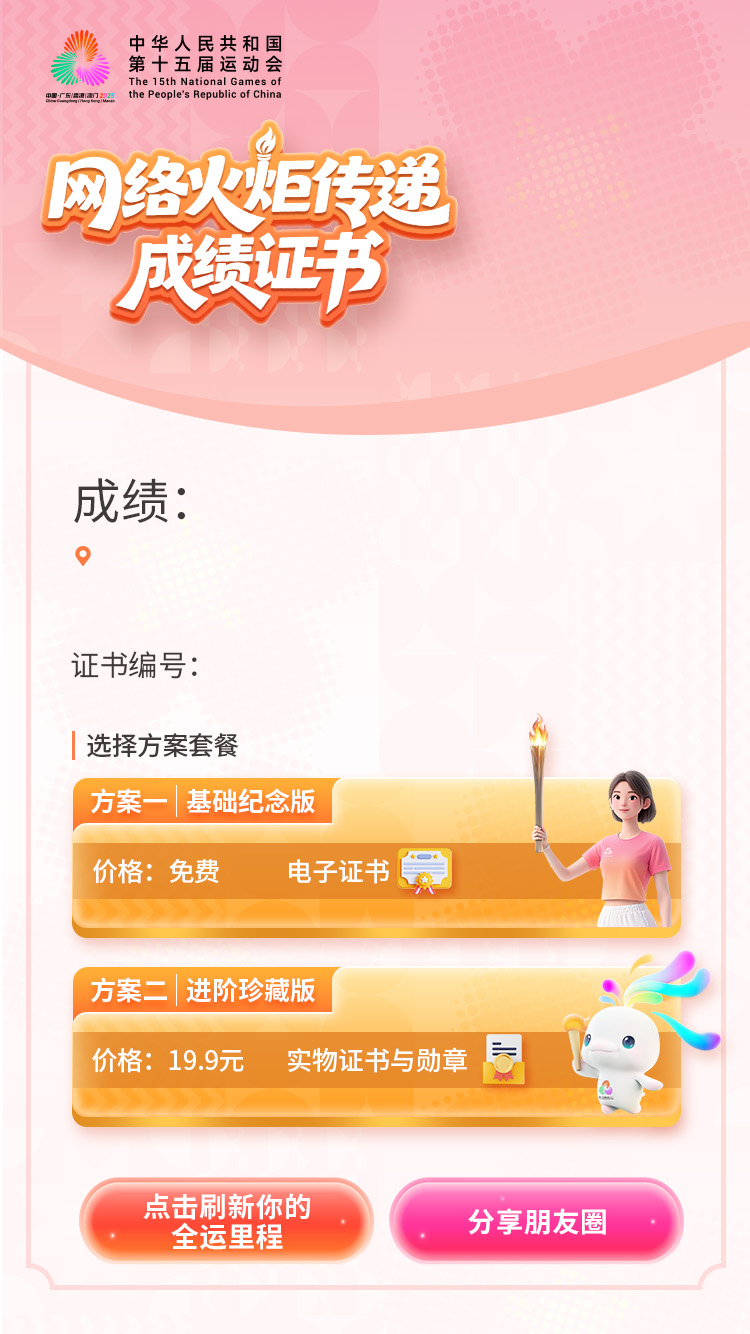 中华人民共和国
第十五届运动会
The 15th National Games of
the People's Republic of China
中国·广东|香港|澳门 2025
China·Guangdong | Hong Kong | Macao
网络火炬传递
成绩证书
成绩：
证书编号：
选择方案套餐
方案一 | 基础纪念版
价格：免费 电子证书
方案二 | 进阶珍藏版
价格：19.9元 实物证书与勋章
点击刷新你的
全运里程
分享朋友圈